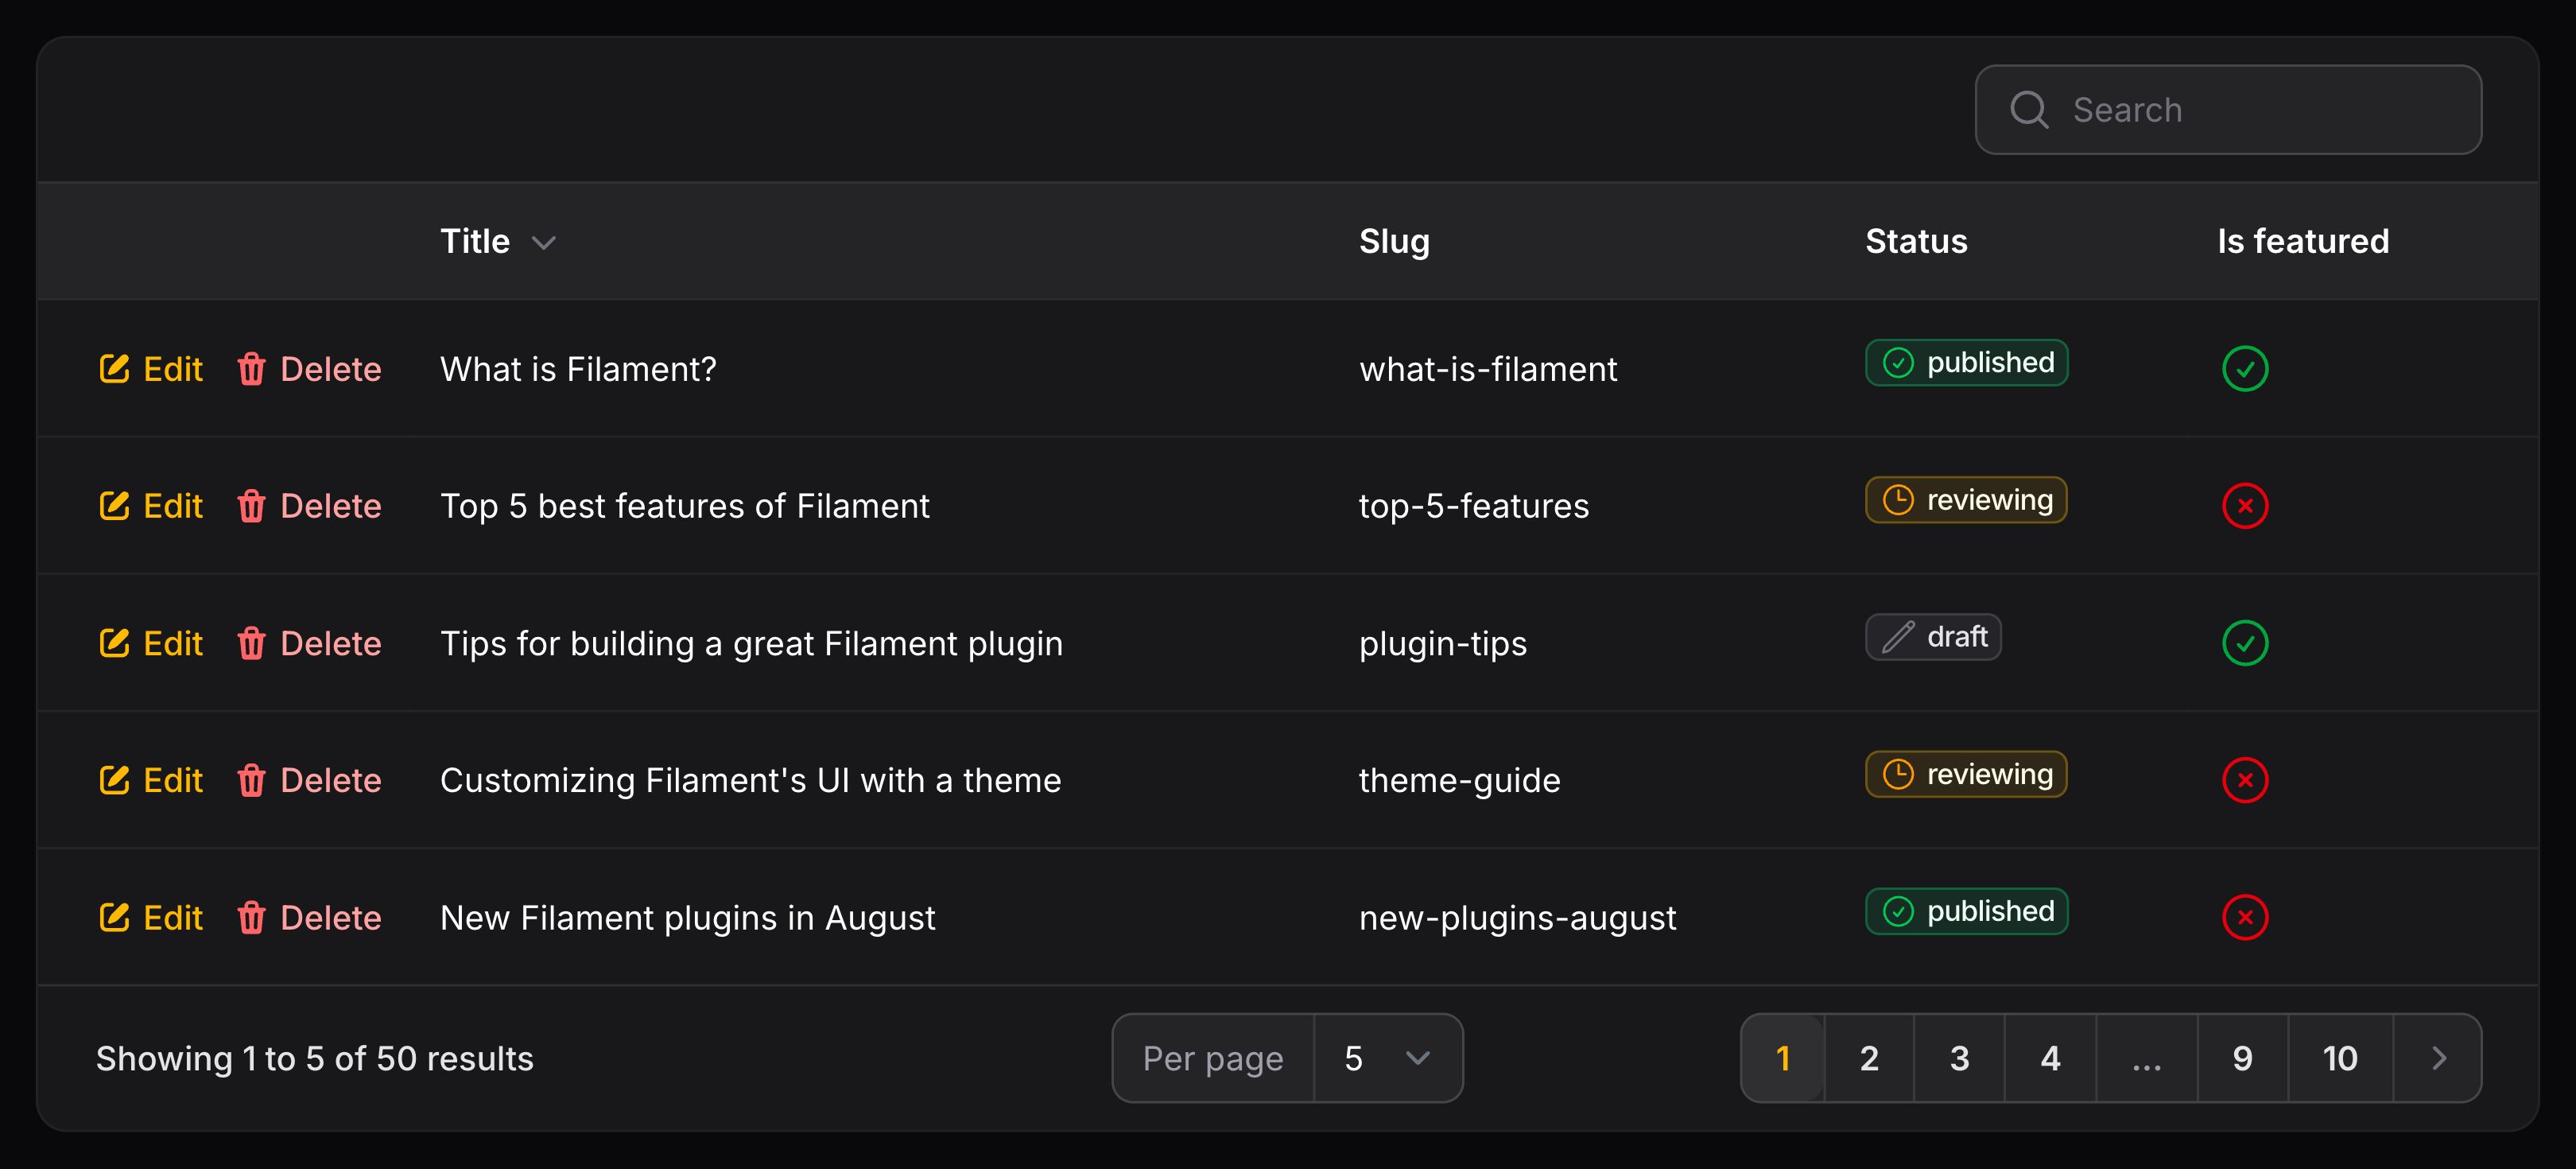 Search
Title Slug Status Is featured
Edit Delete What is Filament? what-is-filament published
Edit Delete Top 5 best features of Filament top-5-features reviewing
Edit Delete Tips for building a great Filament plugin plugin-tips draft
Edit Delete Customizing Filament's UI with a theme theme-guide reviewing
Edit Delete New Filament plugins in August new-plugins-august published
Showing 1 to 5 of 50 results Per page 5 1 2 3 4 ... 9 10